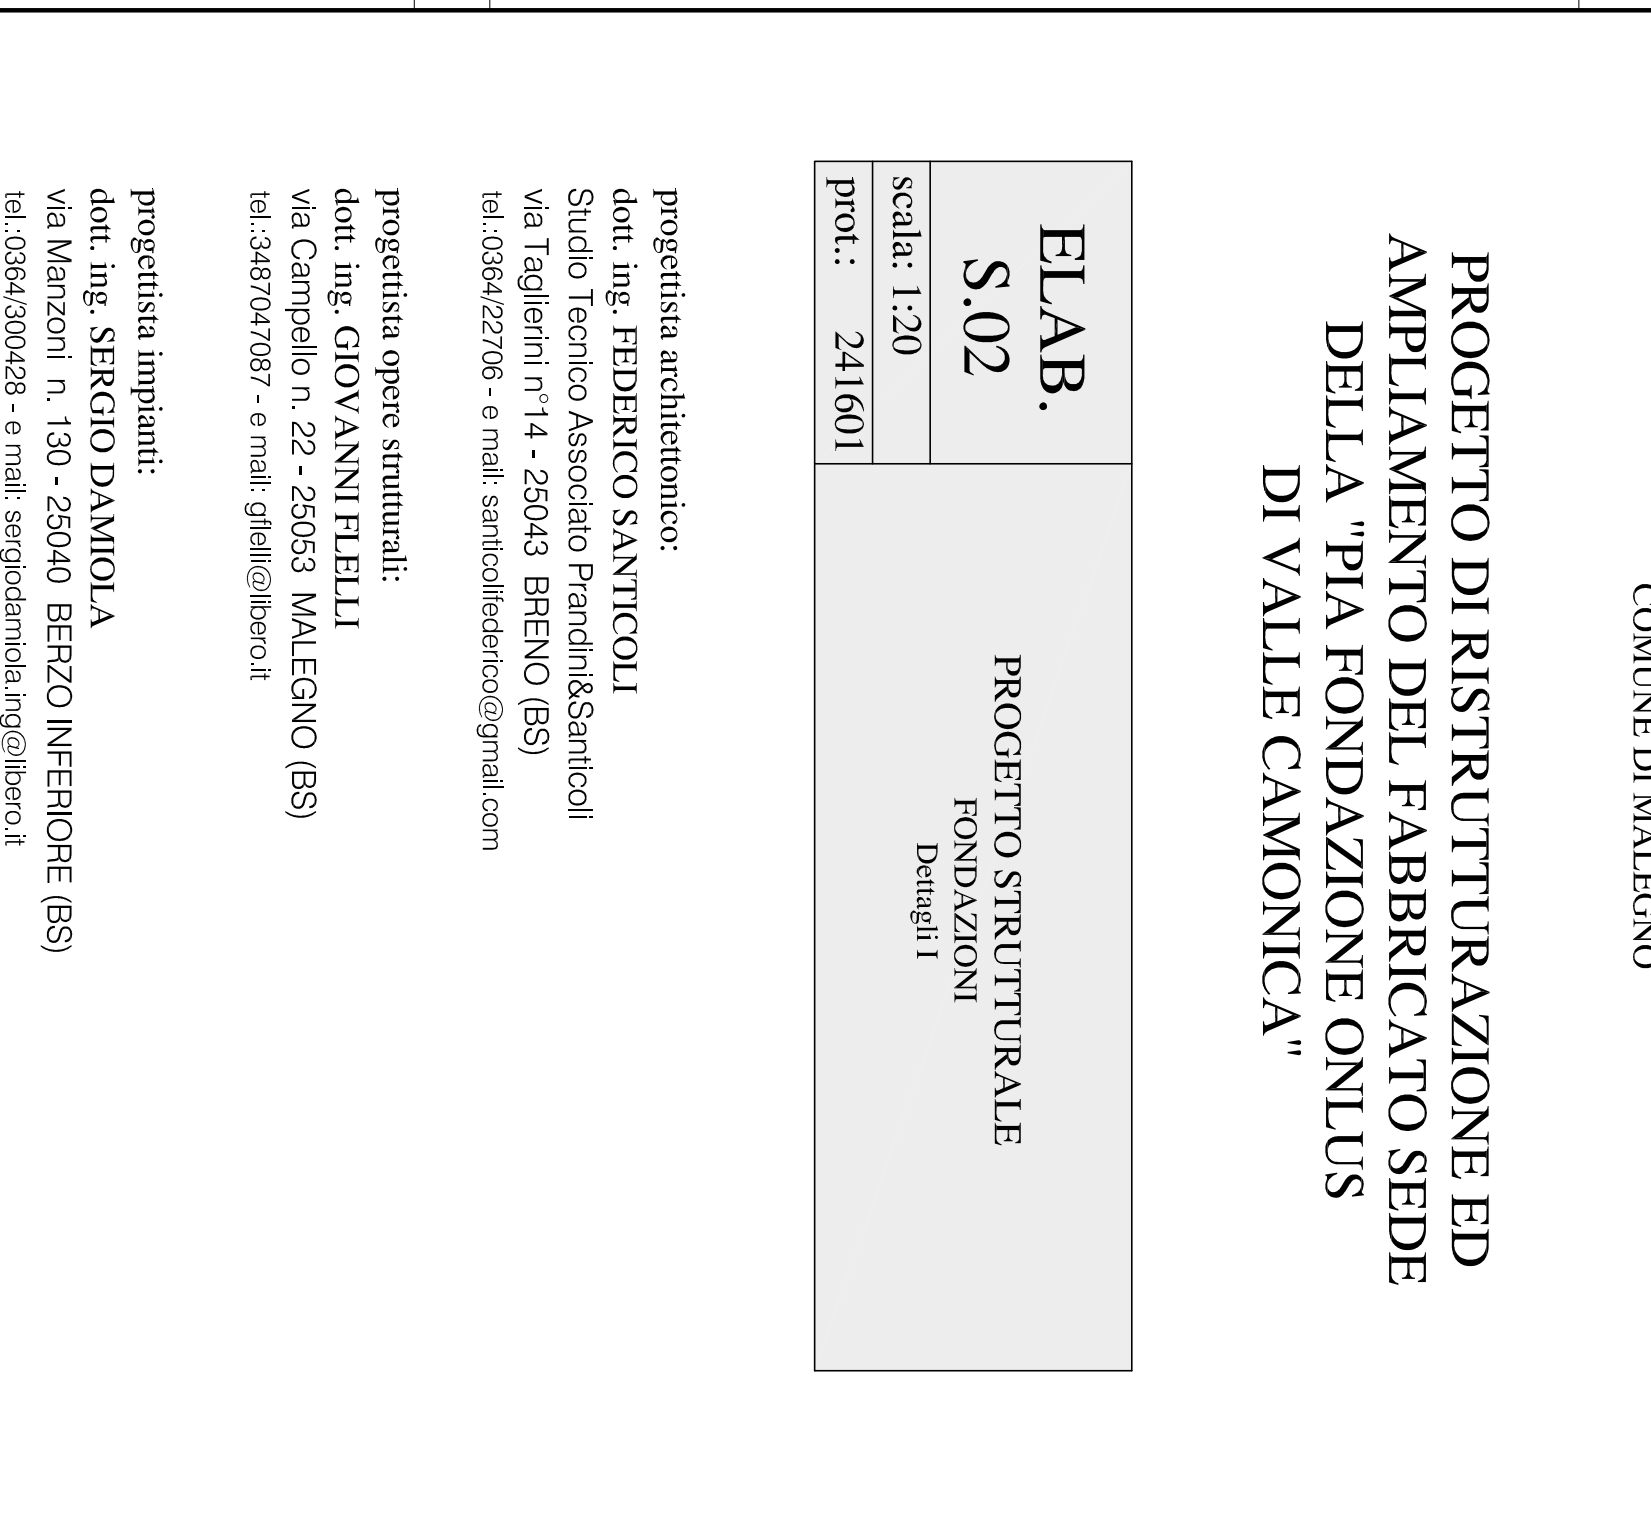 COMUNE DI MALEGNO
PROGETTO DI RISTRUTTURAZIONE ED
AMPLIAMENTO DEL FABBRICATO SEDE
DELLA "PIA FONDAZIONE ONLUS
DI VALLE CAMONICA"
ELAB.
S.02
scala: 1:20
prot.: 241601
PROGETTO STRUTTURALE
FONDAZIONI
Dettagli I
progettista architettonico:
dott. ing. FEDERICO SANTICOLI
Studio Tecnico Associato Prandini&Santicoli
via Taglierini n°14 - 25043 BRENO (BS)
tel.:0364/22706 - e mail: santicolifederico@gmail.com
progettista opere strutturali:
dott. ing. GIOVANNI FLELLI
via Campello n. 22 - 25053 MALEGNO (BS)
tel.:3487047087 - e mail: gflelli@libero.it
progettista impianti:
dott. ing. SERGIO DAMIOLA
via Manzoni n. 130 - 25040 BERZO INFERIORE (BS)
tel.:0364/300428 - e mail: sergiodamiola.ing@libero.it